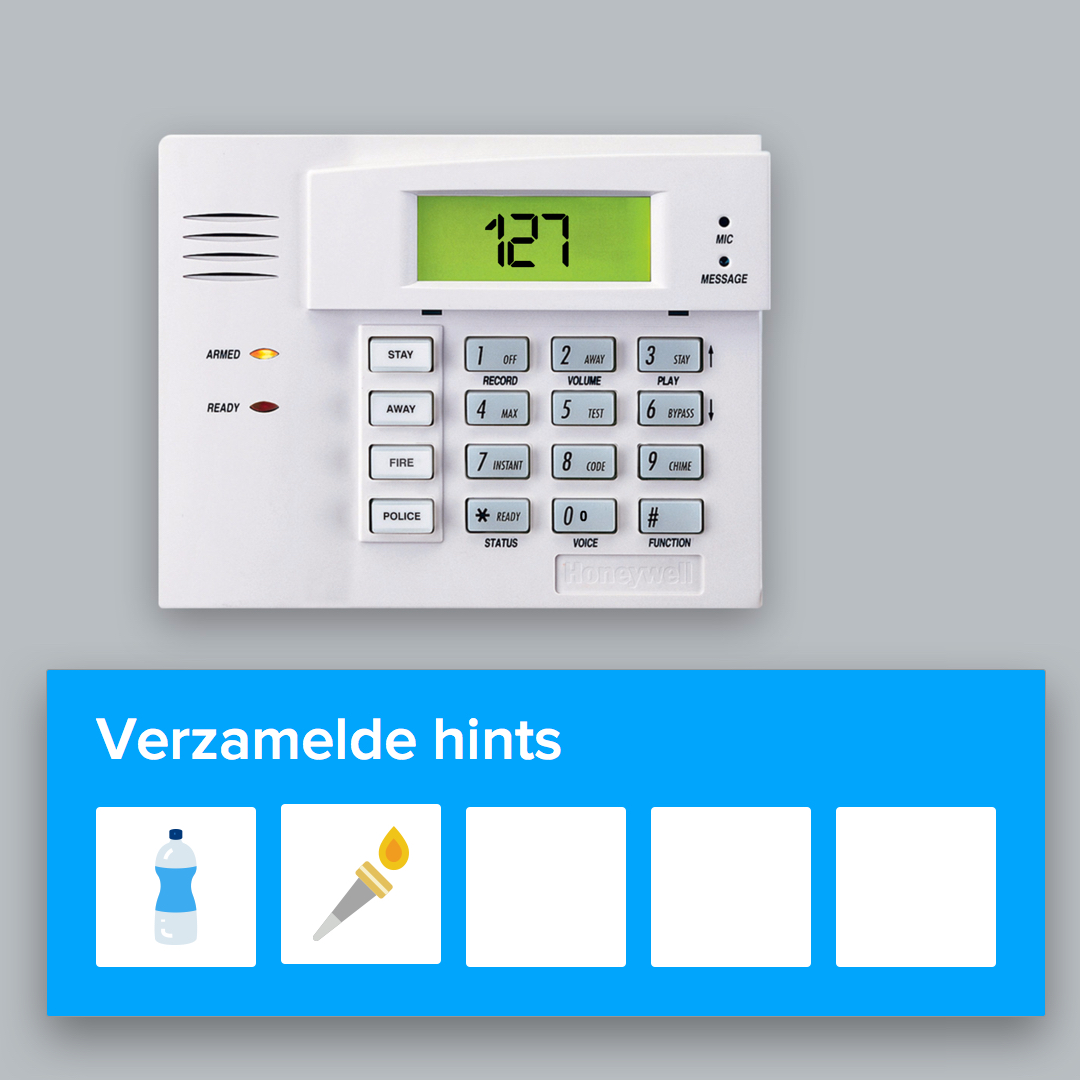 127
MIC
MESSAGE
ARMED
READY
STAY
AWAY
FIRE
POLICE
1 OFF
2 AWAY
3 STAY ↑
RECORD
VOLUME
PLAY
4 MAX
5 TEST
6 BYPASS ↓
7 INSTANT
8 CODE
9 CHIME
* READY
0 o
#
STATUS
VOICE
FUNCTION
Honeywell
Verzamelde hints